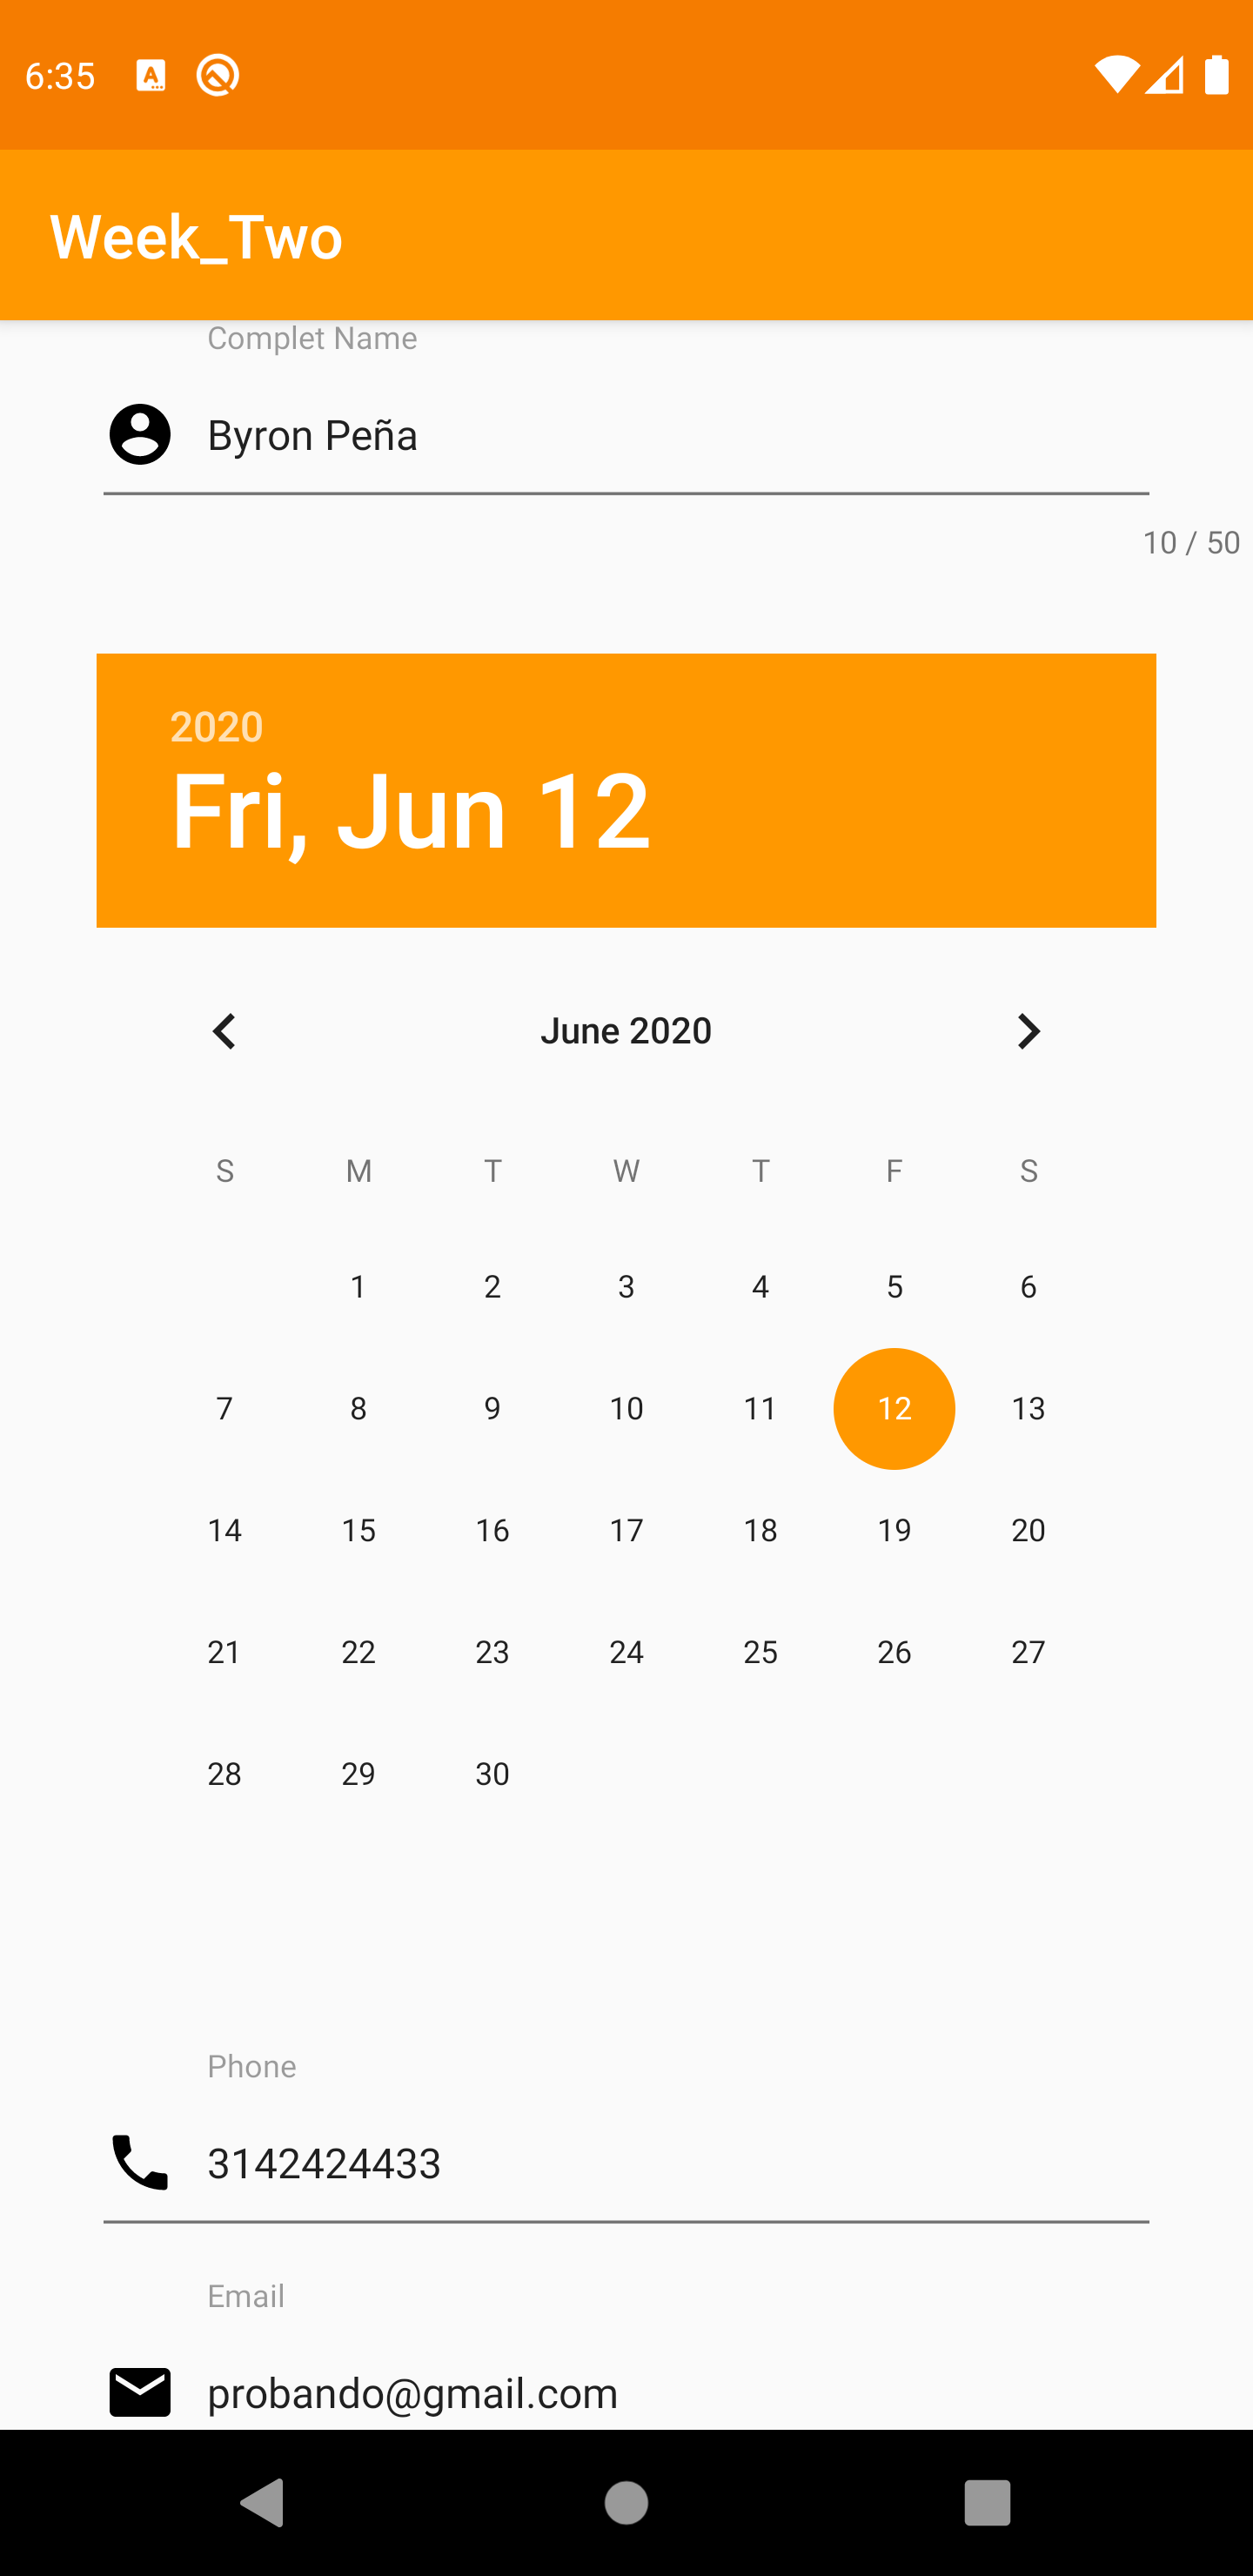 6:35
Week_Two
Complet Name
Byron Peña
10 / 50
2020
Fri, Jun 12
June 2020
S M T W T F S
1 2 3 4 5 6
7 8 9 10 11 12 13
14 15 16 17 18 19 20
21 22 23 24 25 26 27
28 29 30
Phone
3142424433
Email
probando@gmail.com